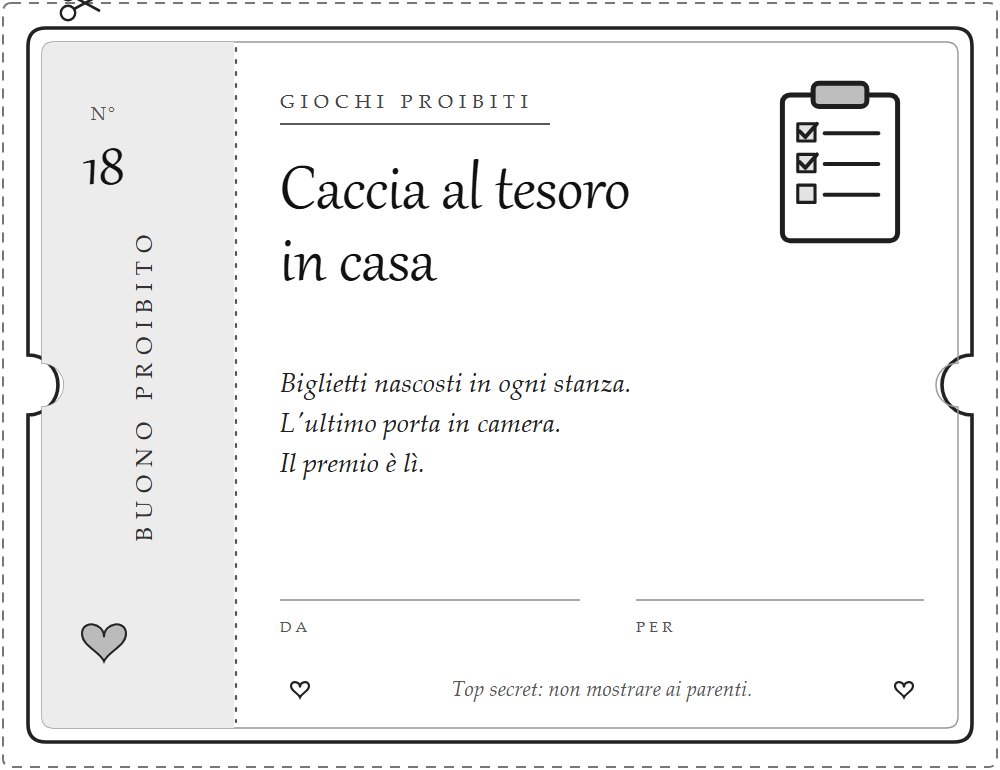 N°
18
BUONO PROIBITO
GIOCHI PROIBITI
Caccia al tesoro
in casa
Biglietti nascosti in ogni stanza.
L'ultimo porta in camera.
Il premio è lì.
DA
PER
Top secret: non mostrare ai parenti.